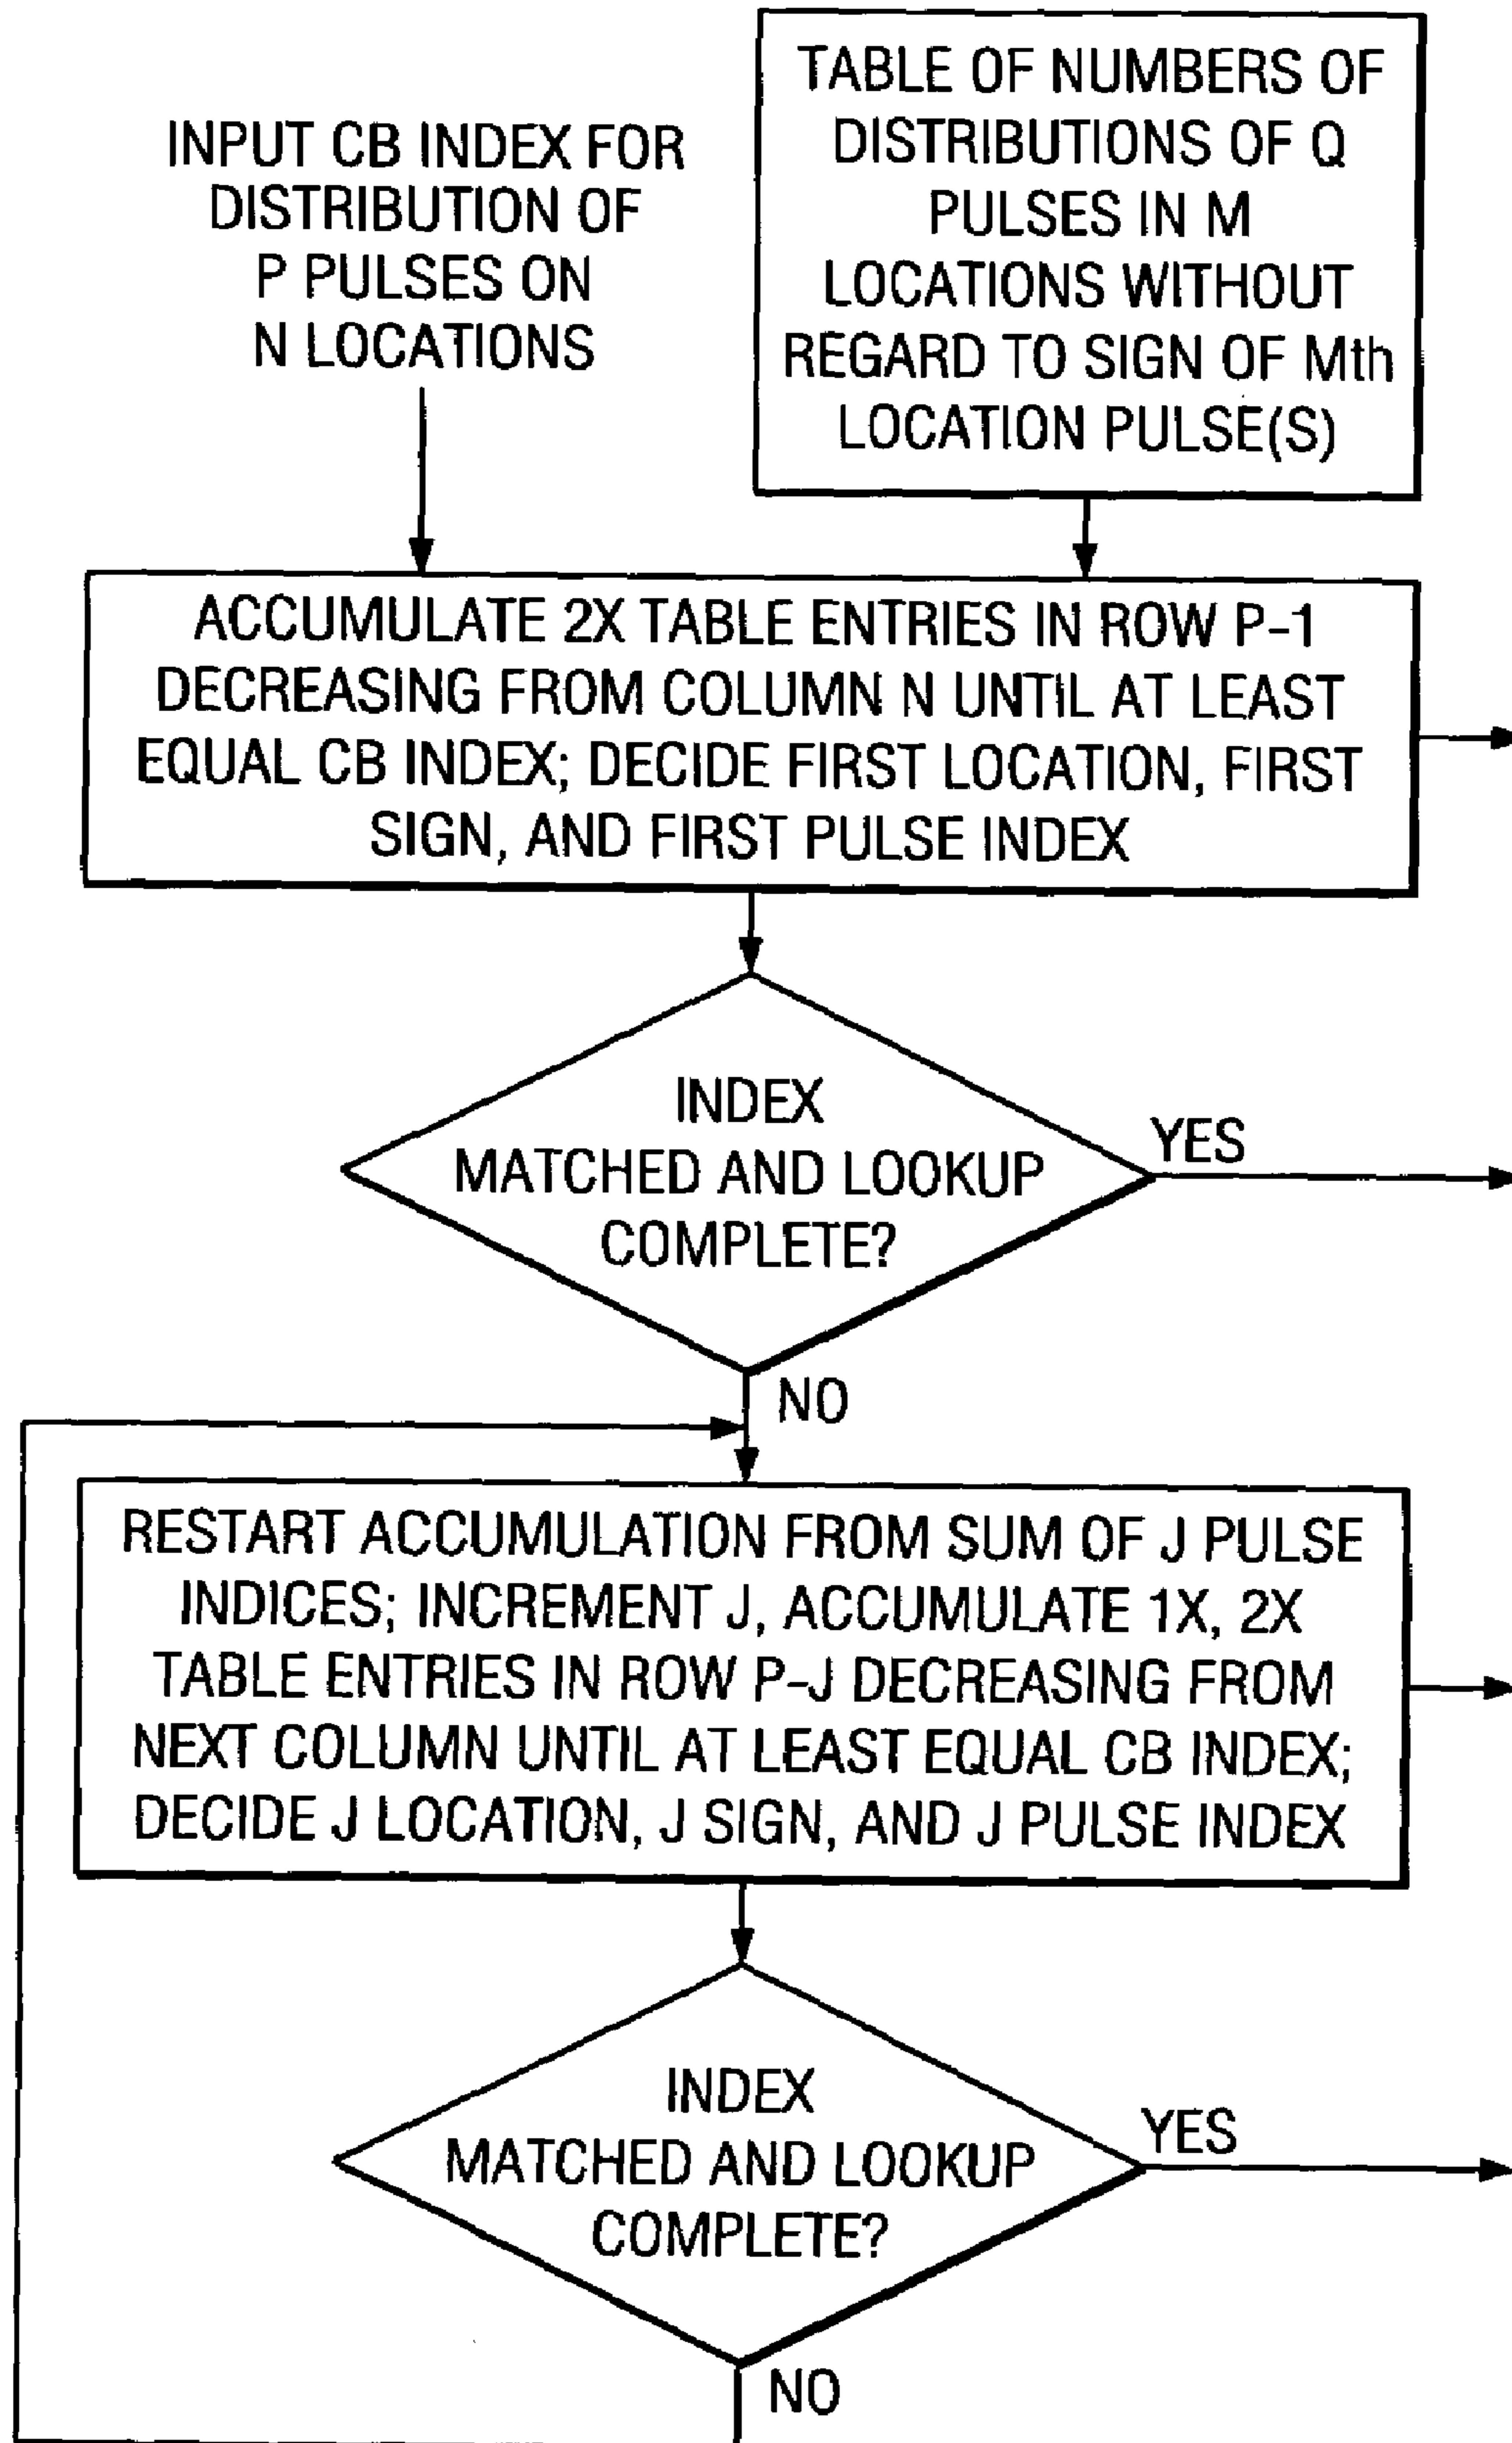 INPUT CB INDEX FOR
DISTRIBUTION OF
P PULSES ON
N LOCATIONS
TABLE OF NUMBERS OF
DISTRIBUTIONS OF Q
PULSES IN M
LOCATIONS WITHOUT
REGARD TO SIGN OF Mth
LOCATION PULSE(S)
ACCUMULATE 2X TABLE ENTRIES IN ROW P-1
DECREASING FROM COLUMN N UNTIL AT LEAST
EQUAL CB INDEX; DECIDE FIRST LOCATION, FIRST
SIGN, AND FIRST PULSE INDEX
INDEX
MATCHED AND LOOKUP
COMPLETE?
YES
NO
RESTART ACCUMULATION FROM SUM OF J PULSE
INDICES; INCREMENT J, ACCUMULATE 1X, 2X
TABLE ENTRIES IN ROW P-J DECREASING FROM
NEXT COLUMN UNTIL AT LEAST EQUAL CB INDEX;
DECIDE J LOCATION, J SIGN, AND J PULSE INDEX
INDEX
MATCHED AND LOOKUP
COMPLETE?
YES
NO